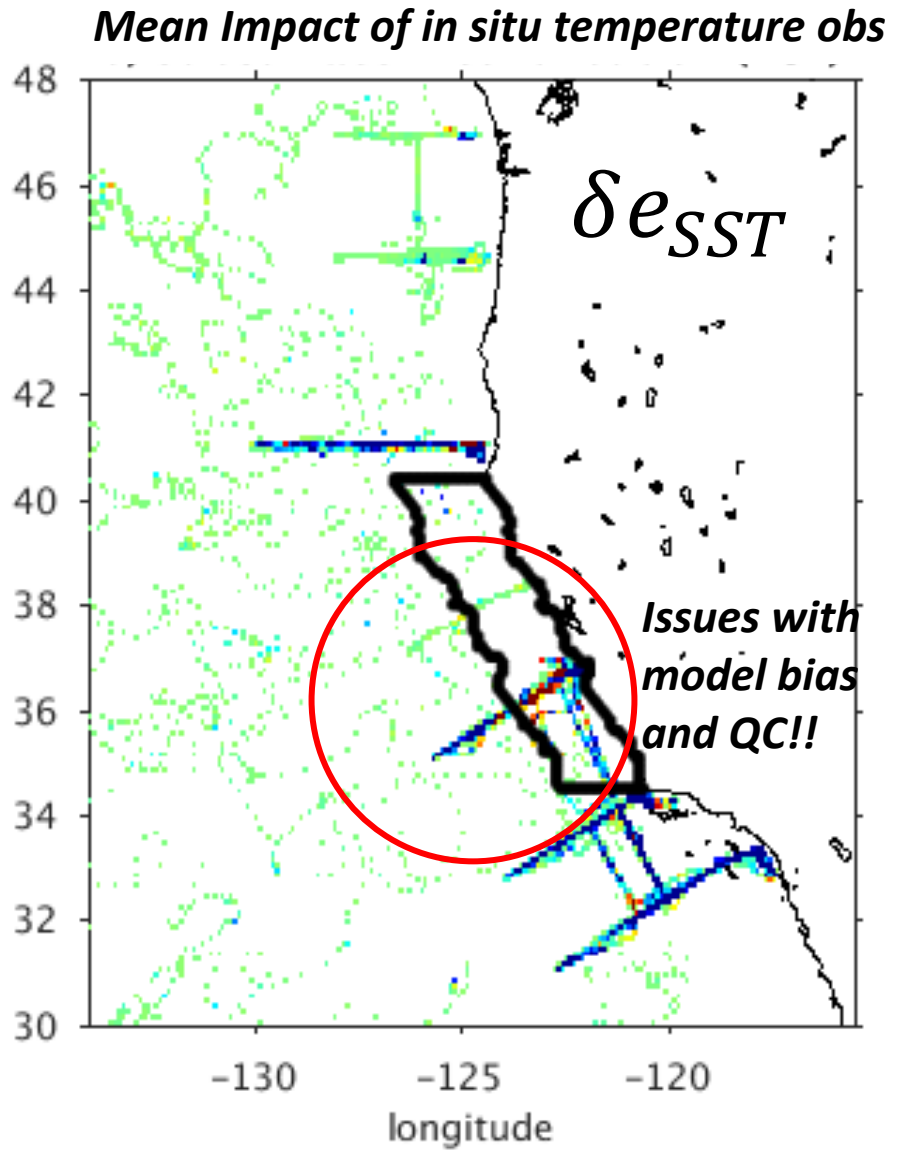 Mean Impact of in situ temperature obs
48
46
44
42
40
38
36
34
32
30
δe_SST
Issues with
model bias
and QC!!
−130
−125
−120
longitude